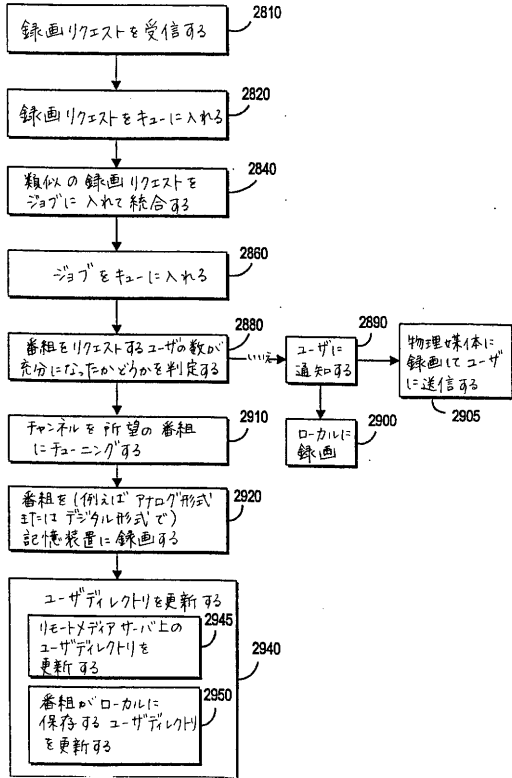 録画リクエストを受信する
2810
録画リクエストをキューに入れる
2820
類似の録画リクエストを
ジョブに入れて統合する
2840
ジョブをキューに入れる
2860
番組をリクエストするユーザの数が
充分になったかどうかを判定する
2880
いいえ
ユーザに
通知する
2890
物理媒体に
録画してユーザ
に送信する
2905
ローカルに
録画
2900
チャンネルを所望の番組
にチューニングする
2910
番組を(例えばアナログ形式
またはデジタル形式で)
記憶装置に録画する
2920
ユーザディレクトリを更新する
リモートメディアサーバ上の
ユーザディレクトリを
更新する
2945
2940
番組がローカルに
保存するユーザディレクトリ
を更新する
2950